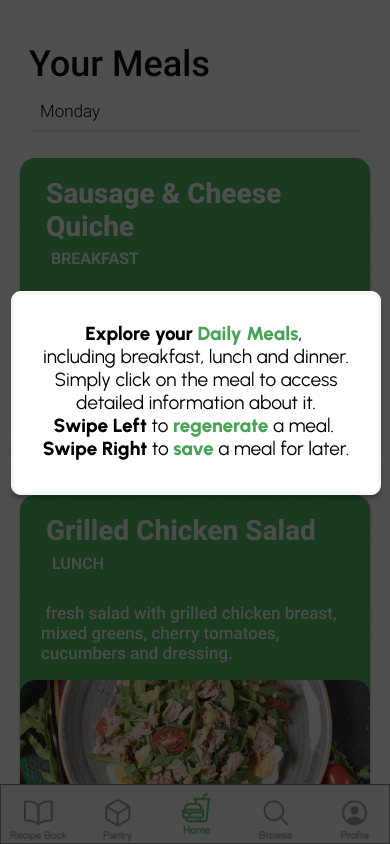 Your Meals
Monday
Sausage & Cheese
Quiche
BREAKFAST
Explore your Daily Meals,
including breakfast, lunch and dinner.
Simply click on the meal to access
detailed information about it.
Swipe Left to regenerate a meal.
Swipe Right to save a meal for later.
Grilled Chicken Salad
LUNCH
fresh salad with grilled chicken breast,
mixed greens, cherry tomatoes,
cucumbers and dressing.
Recipe Book Pantry Home Browse Profile